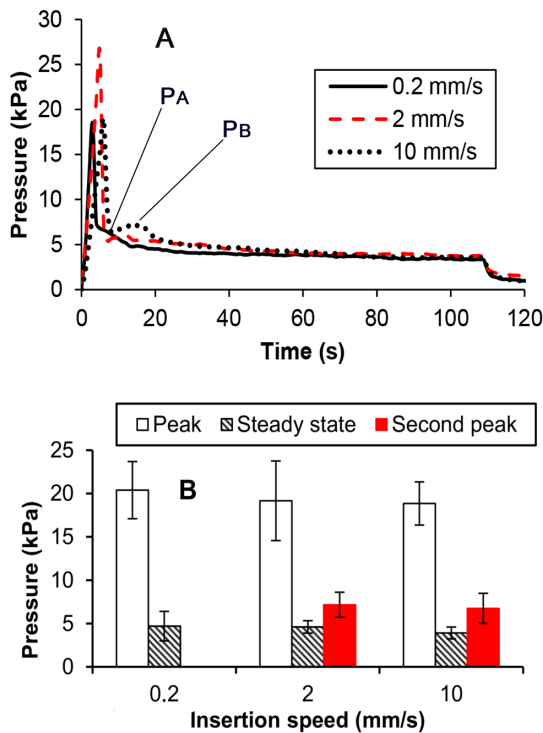 A
Pressure (kPa)
30
25
20
15
10
5
0
PA
PB
0.2 mm/s
2 mm/s
10 mm/s
0 20 40 60 80 100 120
Time (s)
Peak Steady state Second peak
B
Pressure (kPa)
25
20
15
10
5
0
0.2 2 10
Insertion speed (mm/s)